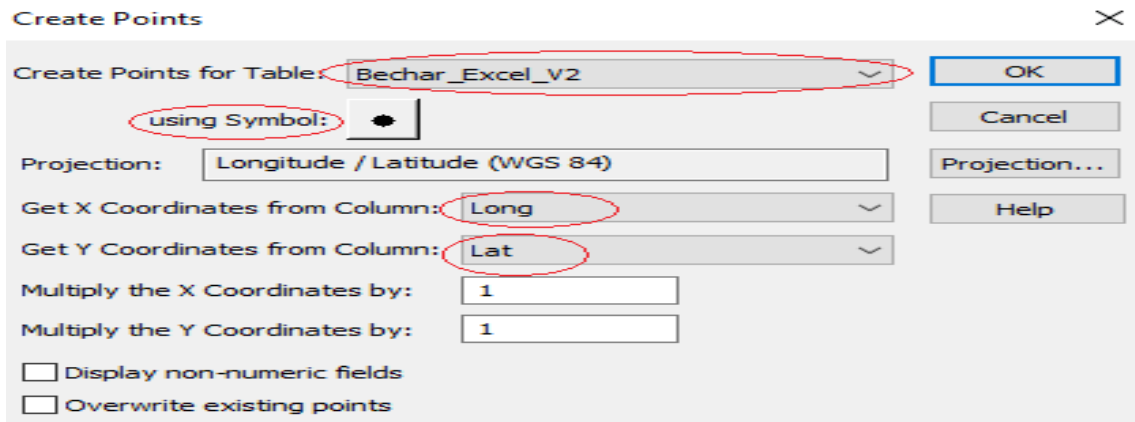 Create Points
Create Points for Table: Bechar_Excel_V2 OK
using Symbol: Cancel
Projection: Longitude / Latitude (WGS 84) Projection...
Get X Coordinates from Column: Long Help
Get Y Coordinates from Column: Lat
Multiply the X Coordinates by: 1
Multiply the Y Coordinates by: 1
Display non-numeric fields
Overwrite existing points